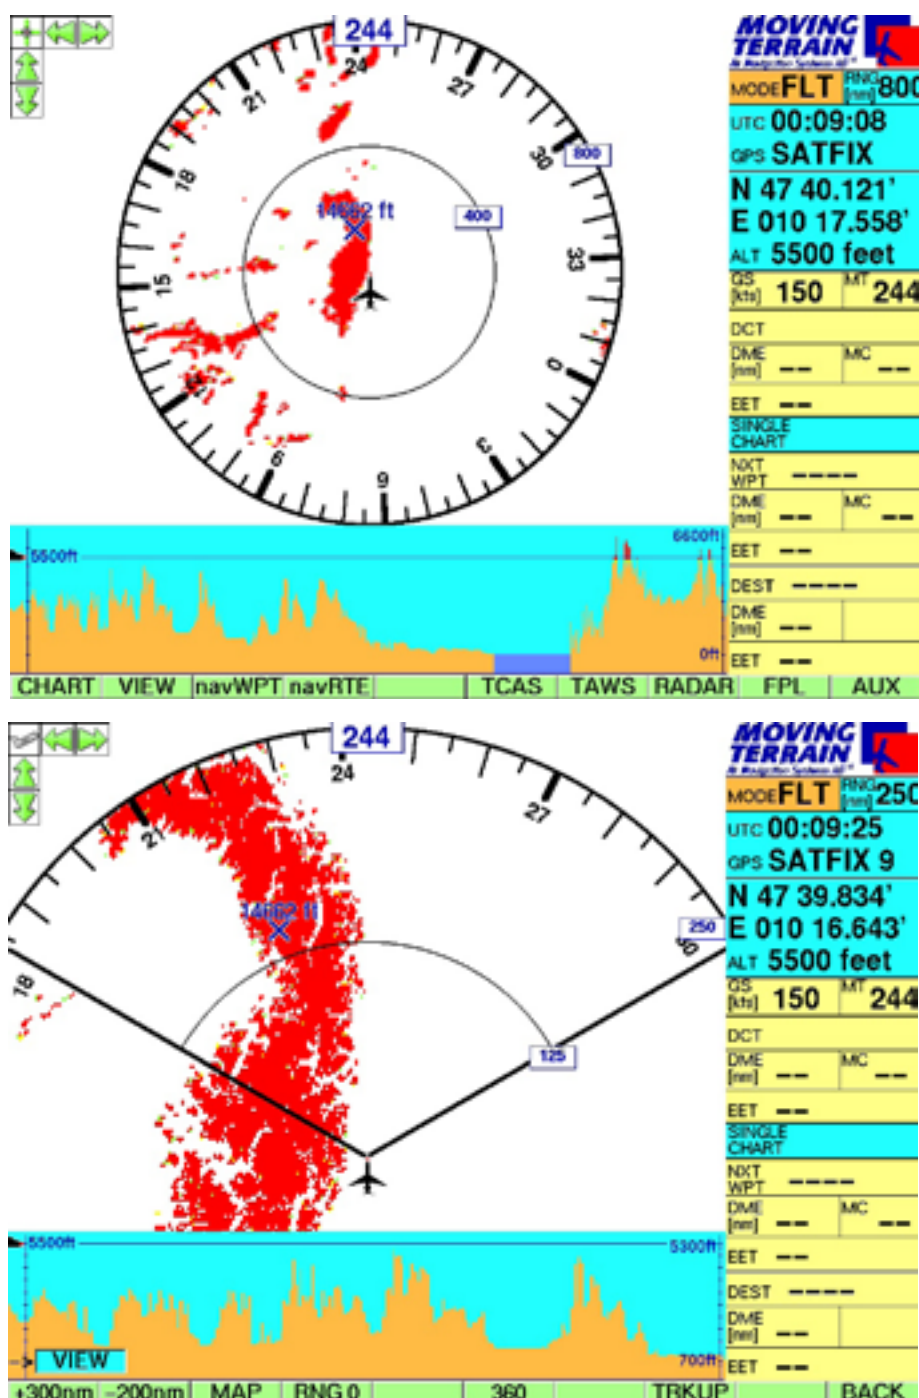 MOVING
TERRAIN
MODE FLT RNG [nm] 800
UTC 00:09:08
GPS SATFIX
N 47 40.121'
E 010 17.558'
ALT 5500 feet
GS [kts] 150 MT 244
DCT
DME [nm] -- MC --
EET --
SINGLE CHART
NXT WPT ----
DME [nm] -- MC --
EET --
DEST ----
DME [nm] --
EET --
244
24
27
21
30
800
18
14662 ft
400
33
15
0
3
9
6
5500ft
6600ft
0ft
CHART VIEW navWPT navRTE TCAS TAWS RADAR FPL AUX
MOVING
TERRAIN
MODE FLT RNG [nm] 250
UTC 00:09:25
GPS SATFIX 9
N 47 39.834'
E 010 16.643'
ALT 5500 feet
GS [kts] 150 MT 244
DCT
DME [nm] -- MC --
EET --
SINGLE CHART
NXT WPT ----
DME [nm] -- MC --
EET --
DEST ----
DME [nm] --
EET --
244
24
27
21
14662 ft
250
30
18
125
5500ft
5300ft
VIEW
700ft
+300nm -200nm MAP RNG 0 360 TRKUP BACK